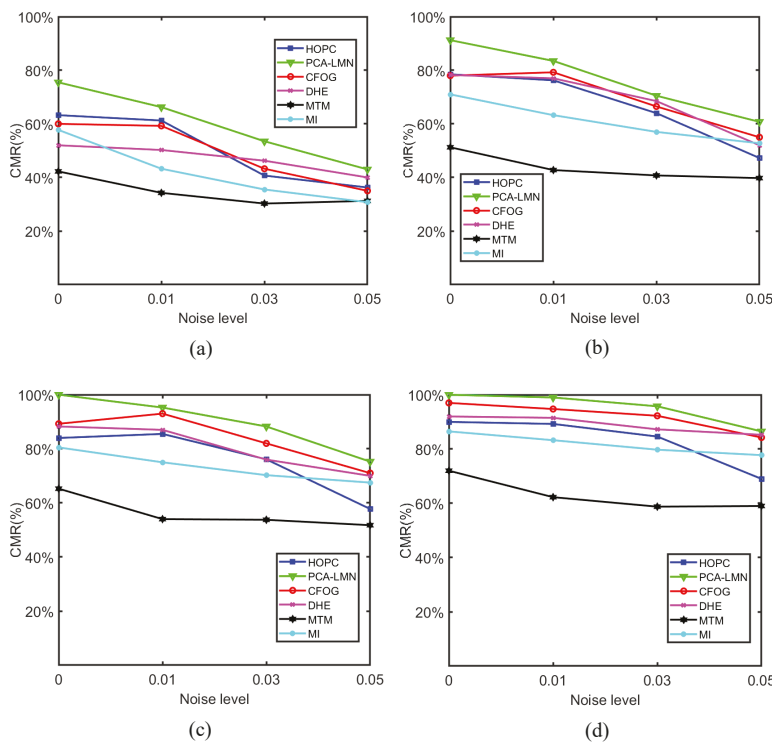 100%
80%
60%
40%
20%
CMR(%)
HOPC
PCA-LMN
CFOG
DHE
MTM
MI
0 0.01 0.03 0.05
Noise level
(a)
100%
80%
60%
40%
20%
CMR(%)
HOPC
PCA-LMN
CFOG
DHE
MTM
MI
0 0.01 0.03 0.05
Noise level
(b)
100%
80%
60%
40%
20%
CMR(%)
HOPC
PCA-LMN
CFOG
DHE
MTM
MI
0 0.01 0.03 0.05
Noise level
(c)
100%
80%
60%
40%
20%
CMR(%)
HOPC
PCA-LMN
CFOG
DHE
MTM
MI
0 0.01 0.03 0.05
Noise level
(d)